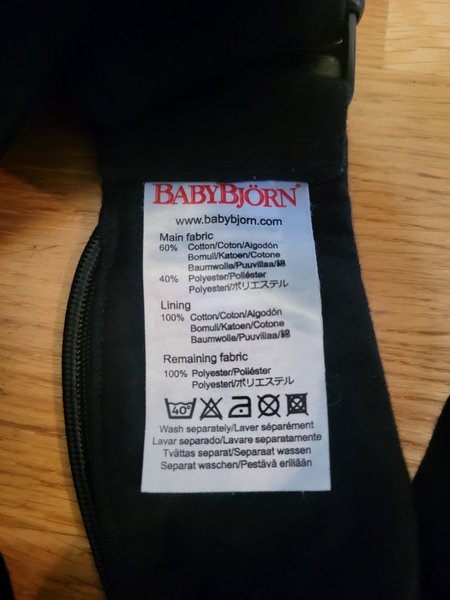 BABYBJÖRN®
www.babybjorn.com
Main fabric
60% Cotton/Coton/Algodón
Bomull/Katoen/Cotone
Baumwolle/Puuvillaa/綿
40% Polyester/Poliéster
Polyesteri/ポリエステル
Lining
100% Cotton/Coton/Algodón
Bomull/Katoen/Cotone
Baumwolle/Puuvillaa/綿
Remaining fabric
100% Polyester/Poliéster
Polyesteri/ポリエステル
40°
Wash separately/Laver séparément
Lavar separado/Lavare separatamente
Tvättas separat/Separaat wassen
Separat waschen/Pestävä erillään